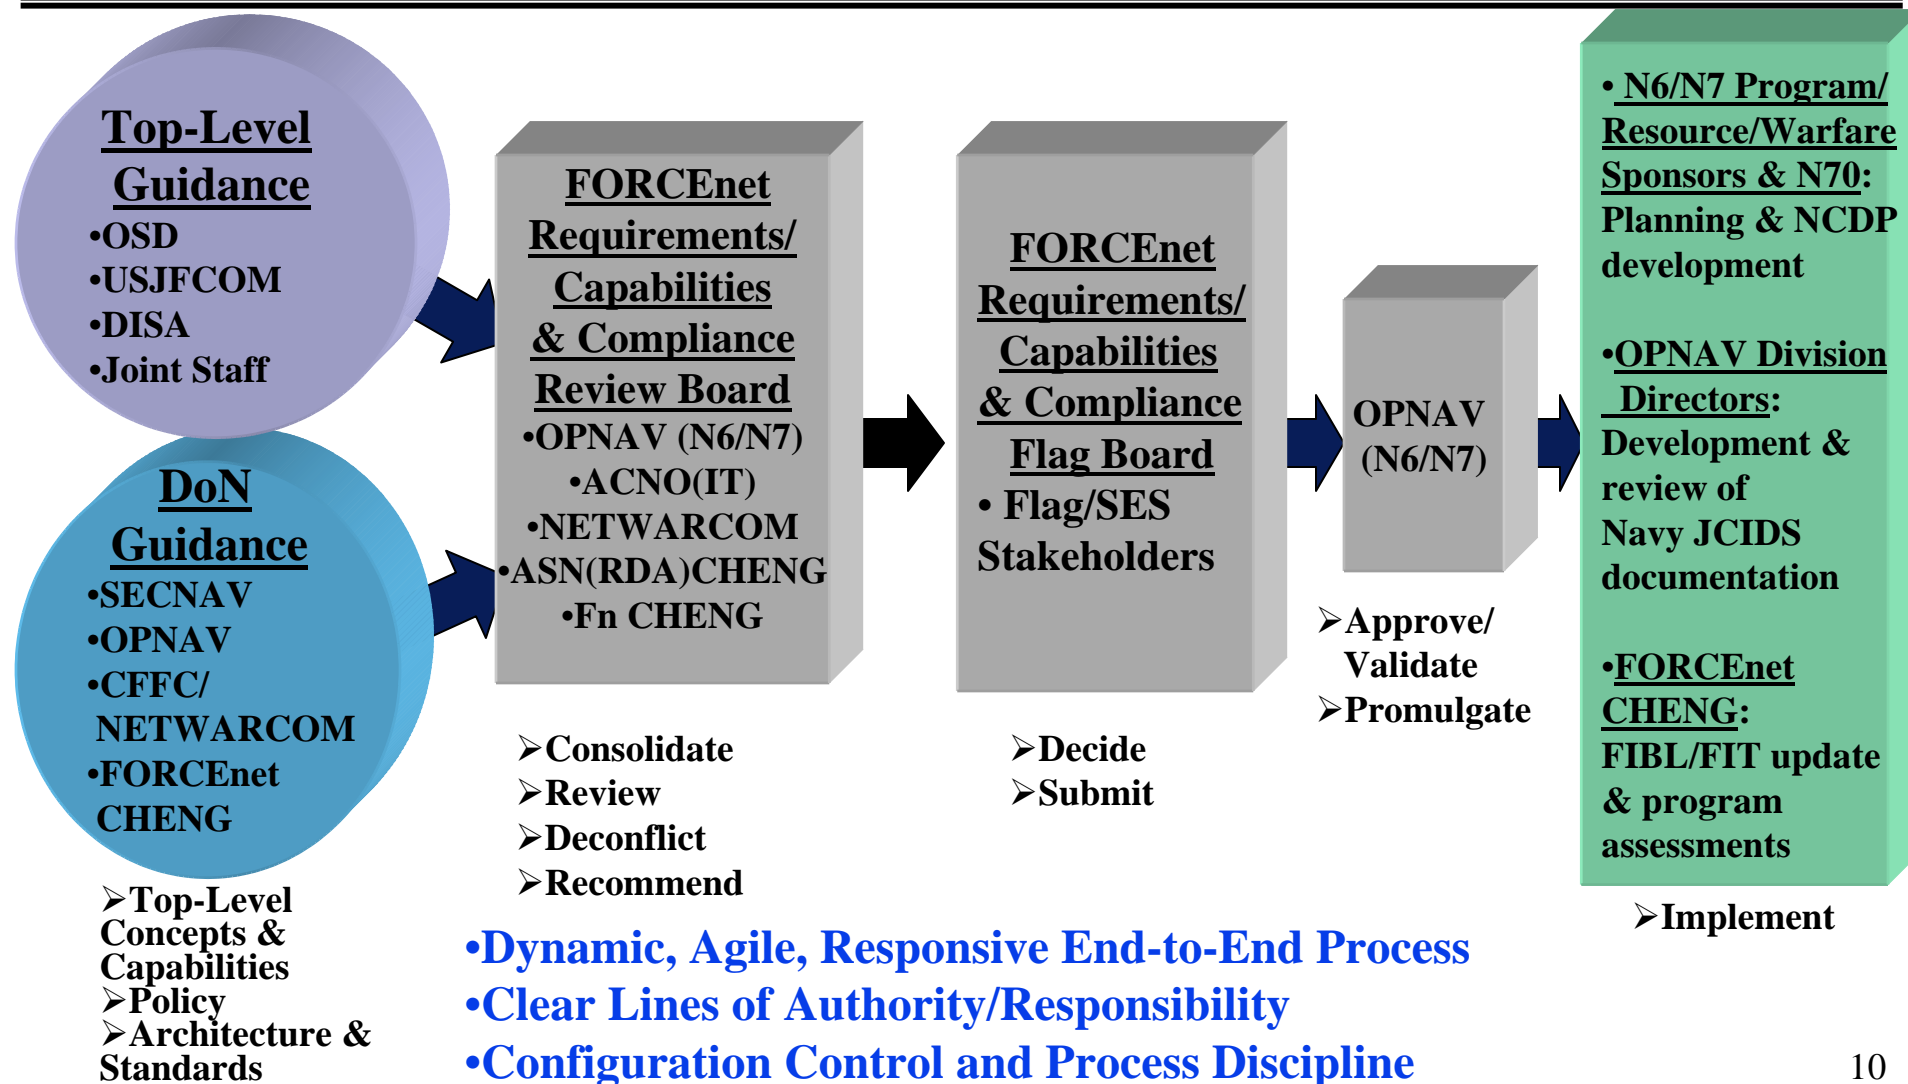 Top-Level
Guidance
•OSD
•USJFCOM
•DISA
•Joint Staff
DoN
Guidance
•SECNAV
•OPNAV
•CFFC/
NETWARCOM
•FORCEnet
CHENG
➢Top-Level
Concepts &
Capabilities
➢Policy
➢Architecture &
Standards
FORCEnet
Requirements/
Capabilities
& Compliance
Review Board
•OPNAV (N6/N7)
•ACNO(IT)
•NETWARCOM
•ASN(RDA)CHENG
•Fn CHENG
➢Consolidate
➢Review
➢Deconflict
➢Recommend
FORCEnet
Requirements/
Capabilities
& Compliance
Flag Board
• Flag/SES
Stakeholders
➢Decide
➢Submit
OPNAV
(N6/N7)
➢Approve/
Validate
➢Promulgate
• N6/N7 Program/
Resource/Warfare
Sponsors & N70:
Planning & NCDP
development
•OPNAV Division
Directors:
Development &
review of
Navy JCIDS
documentation
•FORCEnet
CHENG:
FIBL/FIT update
& program
assessments
➢Implement
•Dynamic, Agile, Responsive End-to-End Process
•Clear Lines of Authority/Responsibility
•Configuration Control and Process Discipline
10